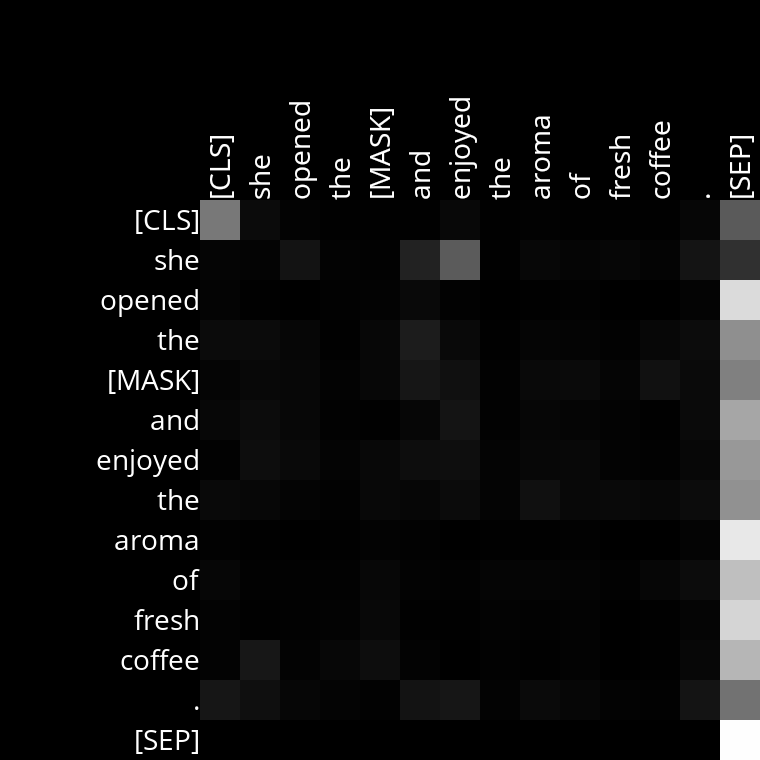 [CLS] she opened the [MASK] and enjoyed the aroma of fresh coffee . [SEP]
[CLS]
she
opened
the
[MASK]
and
enjoyed
the
aroma
of
fresh
coffee
.
[SEP]